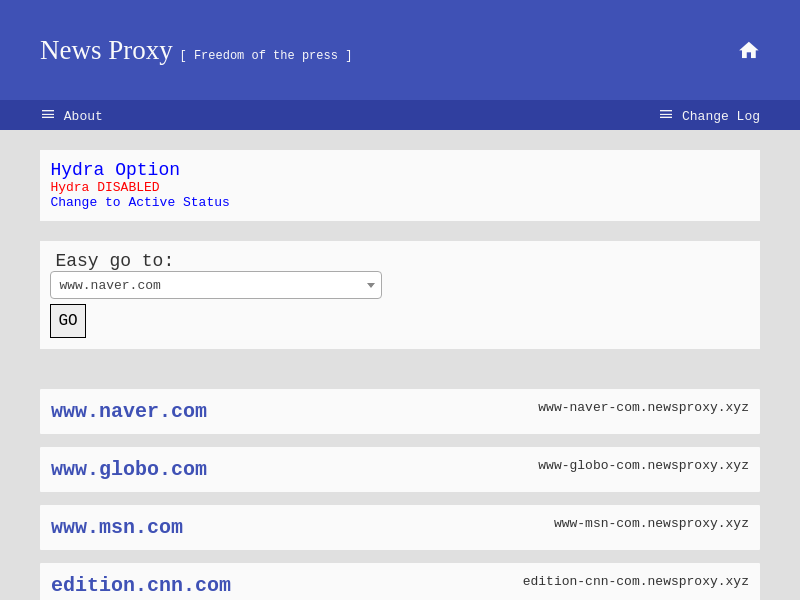 News Proxy [ Freedom of the press ]
About
Change Log
Hydra Option
Hydra DISABLED
Change to Active Status
Easy go to:
www.naver.com
GO
www.naver.com www-naver-com.newsproxy.xyz
www.globo.com www-globo-com.newsproxy.xyz
www.msn.com www-msn-com.newsproxy.xyz
edition.cnn.com edition-cnn-com.newsproxy.xyz